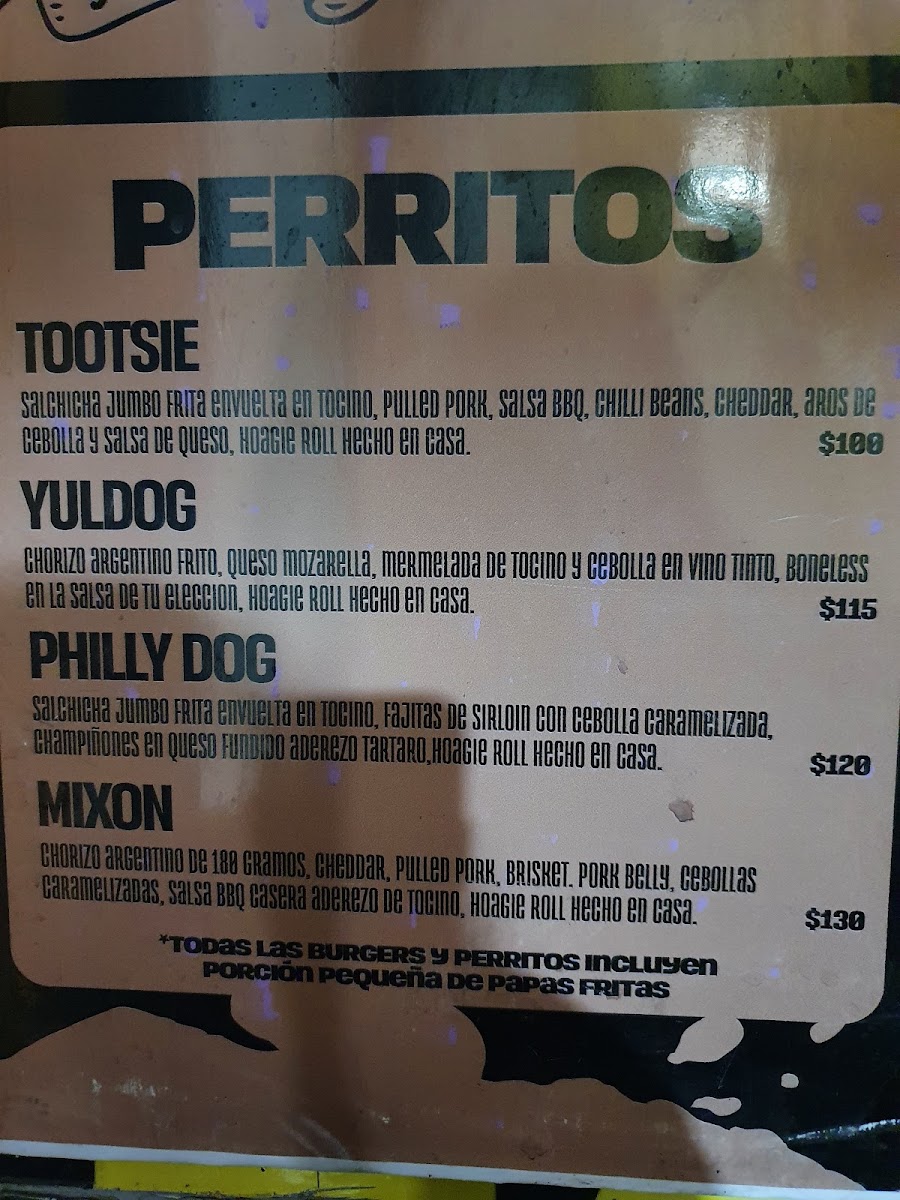 PERRITOS
TOOTSIE
SALCHICHA JUMBO FRITA ENVUELTA EN TOCINO, PULLED PORK, SALSA BBQ, CHILLI BEANS, CHEDDAR, AROS DE
CEBOLLA Y SALSA DE QUESO, HOAGIE ROLL HECHO EN CASA. $100
YULDOG
CHORIZO ARGENTINO FRITO, QUESO MOZARELLA, MERMELADA DE TOCINO Y CEBOLLA EN VINO TINTO, BONELESS
EN LA SALSA DE TU ELECCION, HOAGIE ROLL HECHO EN CASA. $115
PHILLY DOG
SALCHICHA JUMBO FRITA ENVUELTA EN TOCINO, FAJITAS DE SIRLOIN CON CEBOLLA CARAMELIZADA,
CHAMPIÑONES EN QUESO FUNDIDO ADEREZO TARTARO,HOAGIE ROLL HECHO EN CASA. $120
MIXON
CHORIZO ARGENTINO DE 180 GRAMOS, CHEDDAR, PULLED PORK, BRISKET. PORK BELLY, CEBOLLAS
CARAMELIZADAS, SALSA BBQ CASERA ADEREZO DE TOCINO, HOAGIE ROLL HECHO EN CASA. $130
*TODAS LAS BURGERS Y PERRITOS INCLUYEN
PORCIÓN PEQUEÑA DE PAPAS FRITAS